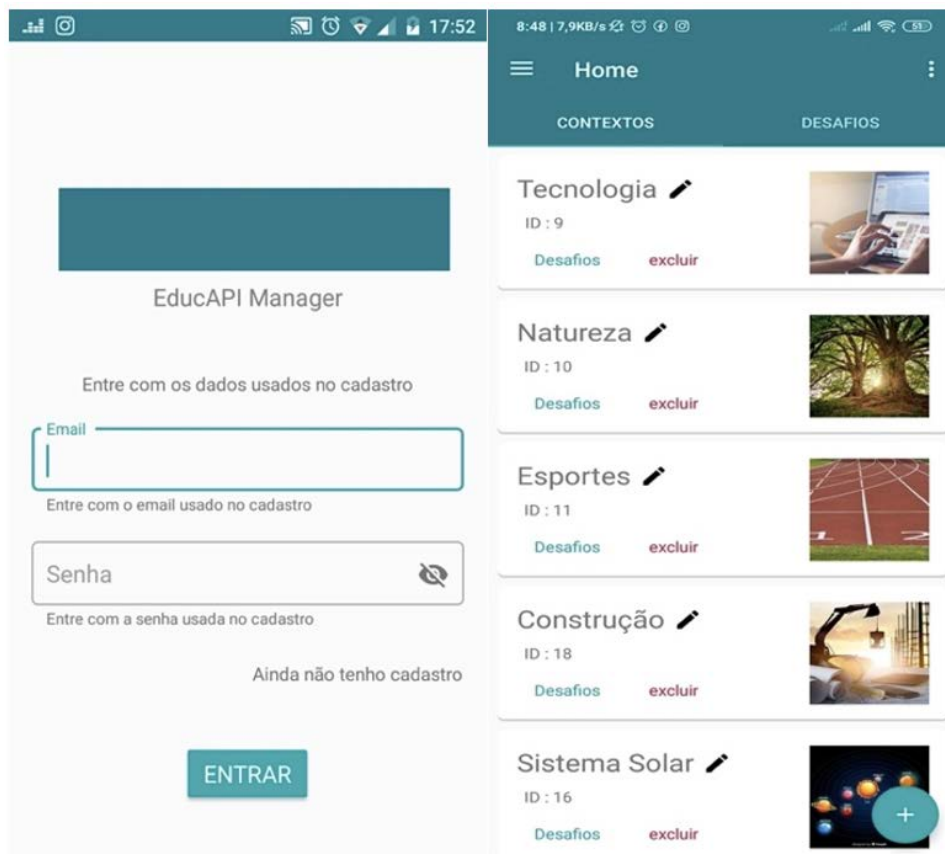 17:52
EducAPI Manager
Entre com os dados usados no cadastro
Email
Entre com o email usado no cadastro
Senha
Entre com a senha usada no cadastro
Ainda não tenho cadastro
ENTRAR
8:48 | 7,9KB/s
51
Home
CONTEXTOS DESAFIOS
Tecnologia
ID : 9
Desafios excluir
Natureza
ID : 10
Desafios excluir
Esportes
ID : 11
Desafios excluir
1 2
Construção
ID : 18
Desafios excluir
Sistema Solar
ID : 16
Desafios excluir
+